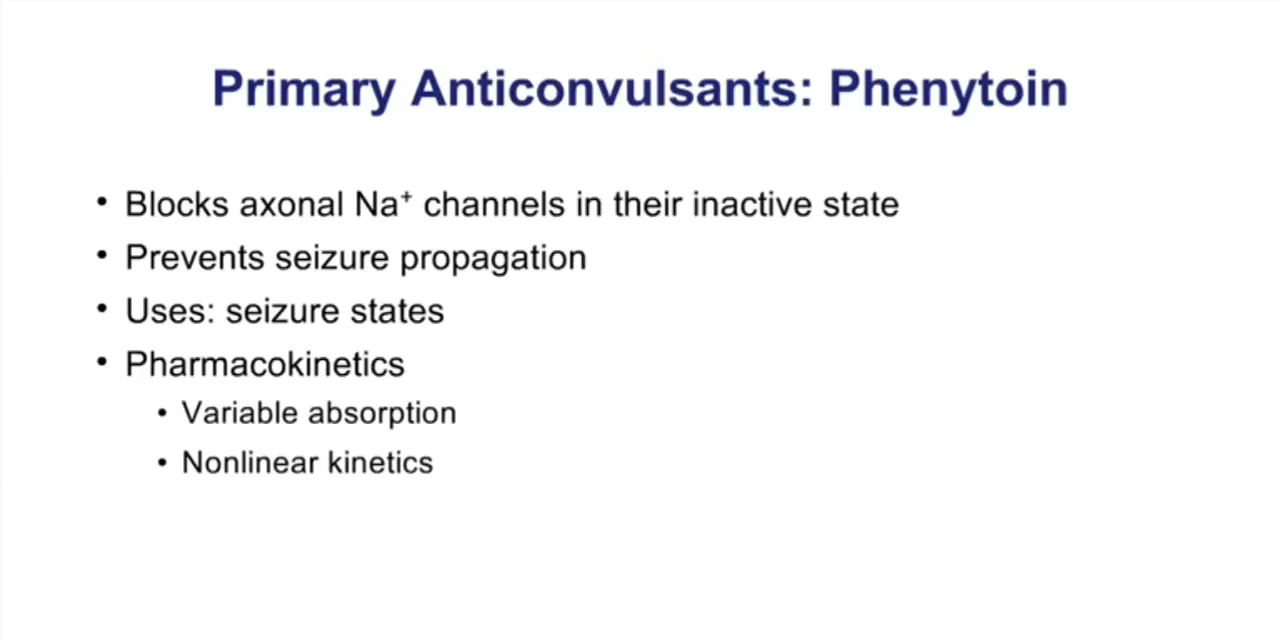 Primary Anticonvulsants: Phenytoin
• Blocks axonal Na⁺ channels in their inactive state
• Prevents seizure propagation
• Uses: seizure states
• Pharmacokinetics
• Variable absorption
• Nonlinear kinetics